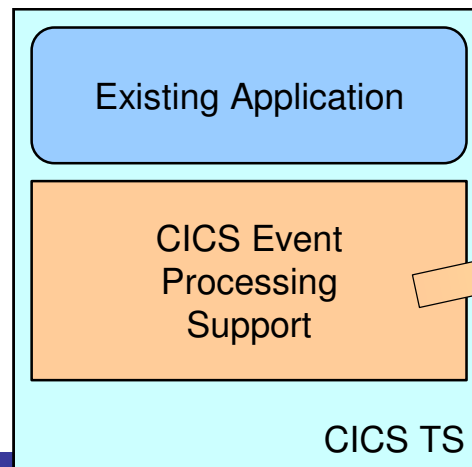 Existing Application
CICS Event
Processing
Support
CICS TS